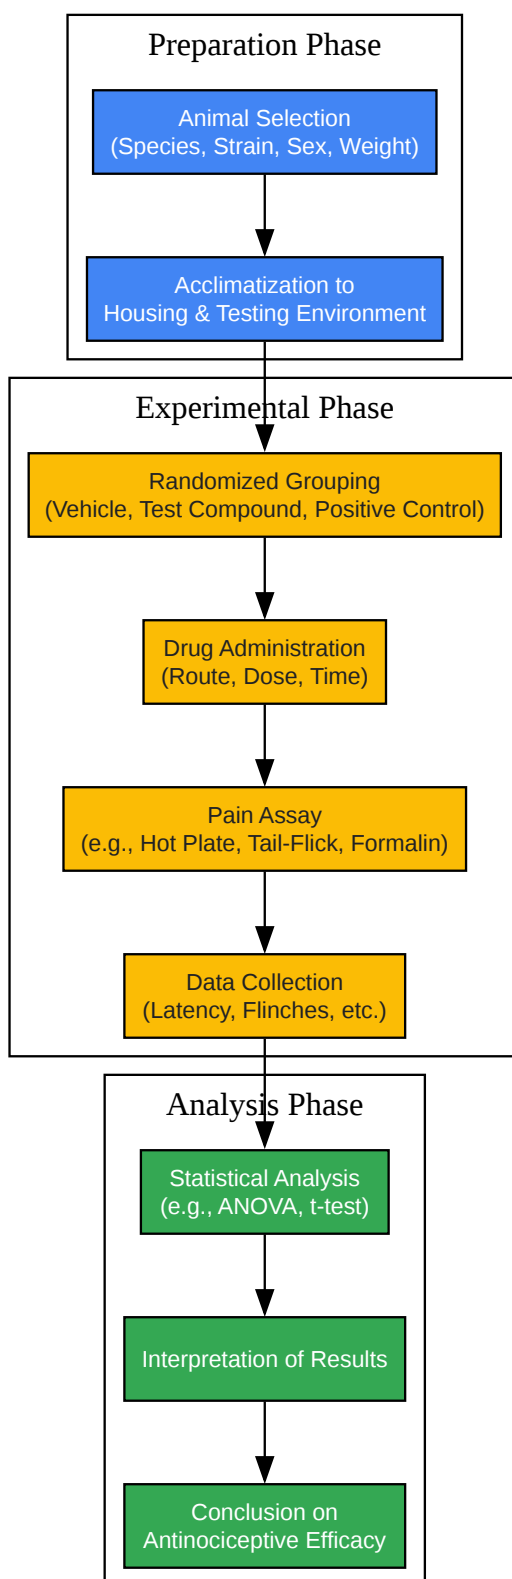 Preparation Phase
Animal Selection
(Species, Strain, Sex, Weight)
Acclimatization to
Housing & Testing Environment
Experimental Phase
Randomized Grouping
(Vehicle, Test Compound, Positive Control)
Drug Administration
(Route, Dose, Time)
Pain Assay
(e.g., Hot Plate, Tail-Flick, Formalin)
Data Collection
(Latency, Flinches, etc.)
Analysis Phase
Statistical Analysis
(e.g., ANOVA, t-test)
Interpretation of Results
Conclusion on
Antinociceptive Efficacy